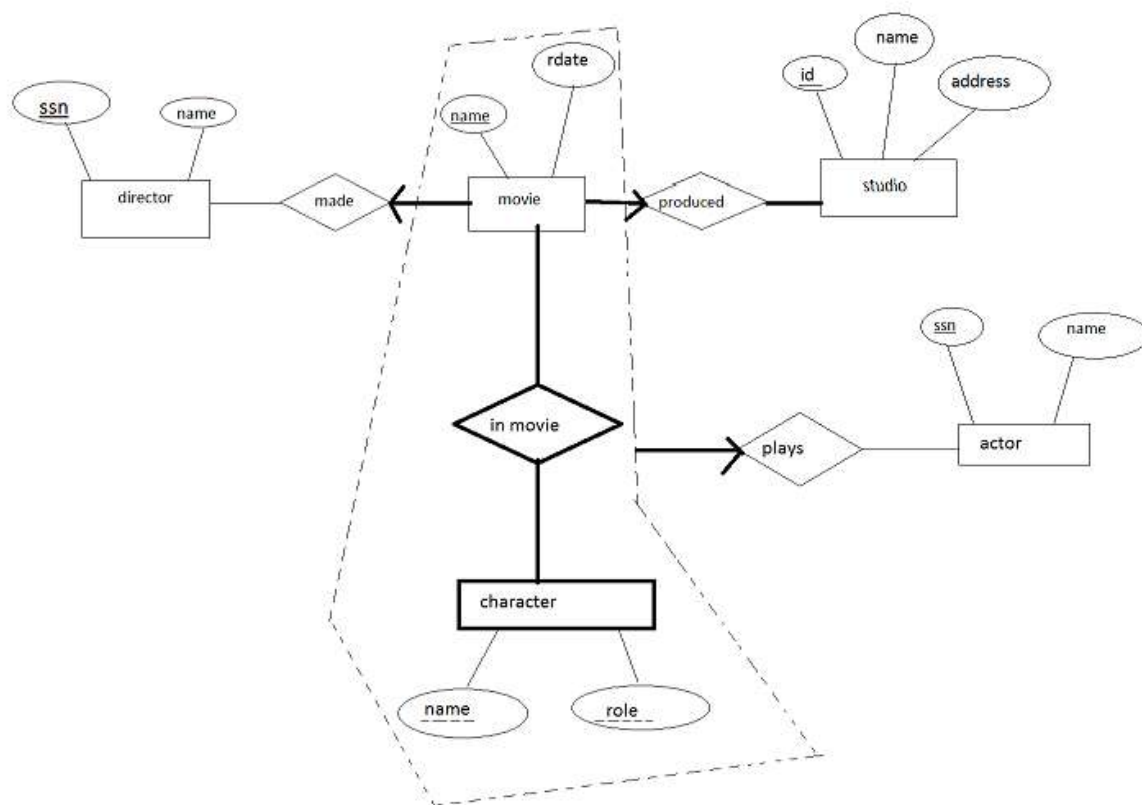 name
rdate
id
address
ssn
name
name
director
made
movie
produced
studio
ssn
name
in movie
plays
actor
character
name
role